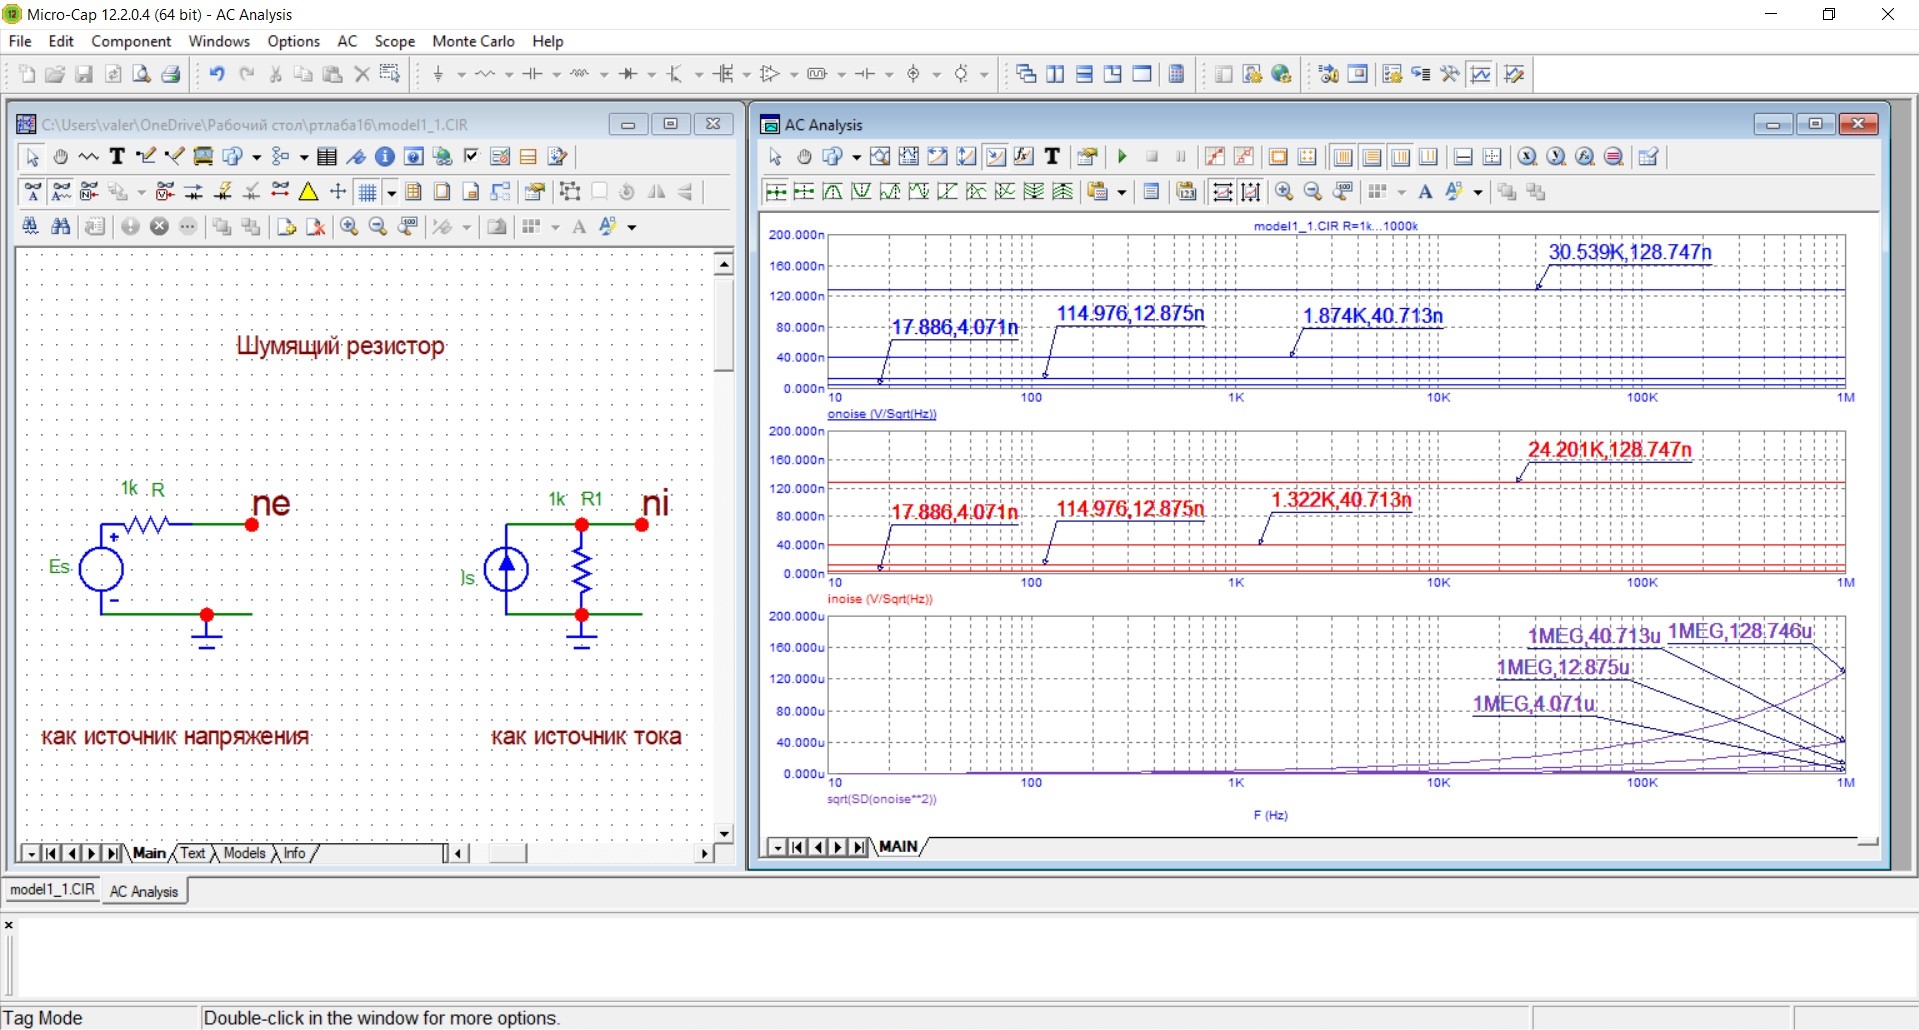 Micro-Cap 12.2.0.4 (64 bit) - AC Analysis
File Edit Component Windows Options AC Scope Monte Carlo Help
C:\Users\valer\OneDrive\Рабочий стол\ртлаба16\model1_1.CIR
Шумящий резистор
1k R
ne
Es
1k R1
ni
Is
как источник напряжения
как источник тока
Main Text Models Info
AC Analysis
model1_1.CIR R=1k...1000k
200.000n
160.000n
120.000n
80.000n
40.000n
0.000n
30.539K,128.747n
17.886,4.071n
114.976,12.875n
1.874K,40.713n
10 100 1K 10K 100K 1M
onoise (V/Sqrt(Hz))
200.000n
160.000n
120.000n
80.000n
40.000n
0.000n
24.201K,128.747n
17.886,4.071n
114.976,12.875n
1.322K,40.713n
10 100 1K 10K 100K 1M
inoise (V/Sqrt(Hz))
200.000u
160.000u
120.000u
80.000u
40.000u
0.000u
1MEG,40.713u
1MEG,128.746u
1MEG,12.875u
1MEG,4.071u
10 100 1K 10K 100K 1M
sqrt(SD(onoise**2))
F (Hz)
MAIN
model1_1.CIR
AC Analysis
Tag Mode
Double-click in the window for more options.